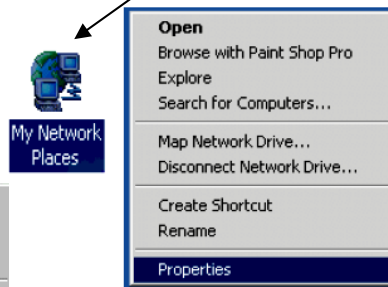 My Network
Places
Open
Browse with Paint Shop Pro
Explore
Search for Computers...
Map Network Drive...
Disconnect Network Drive...
Create Shortcut
Rename
Properties